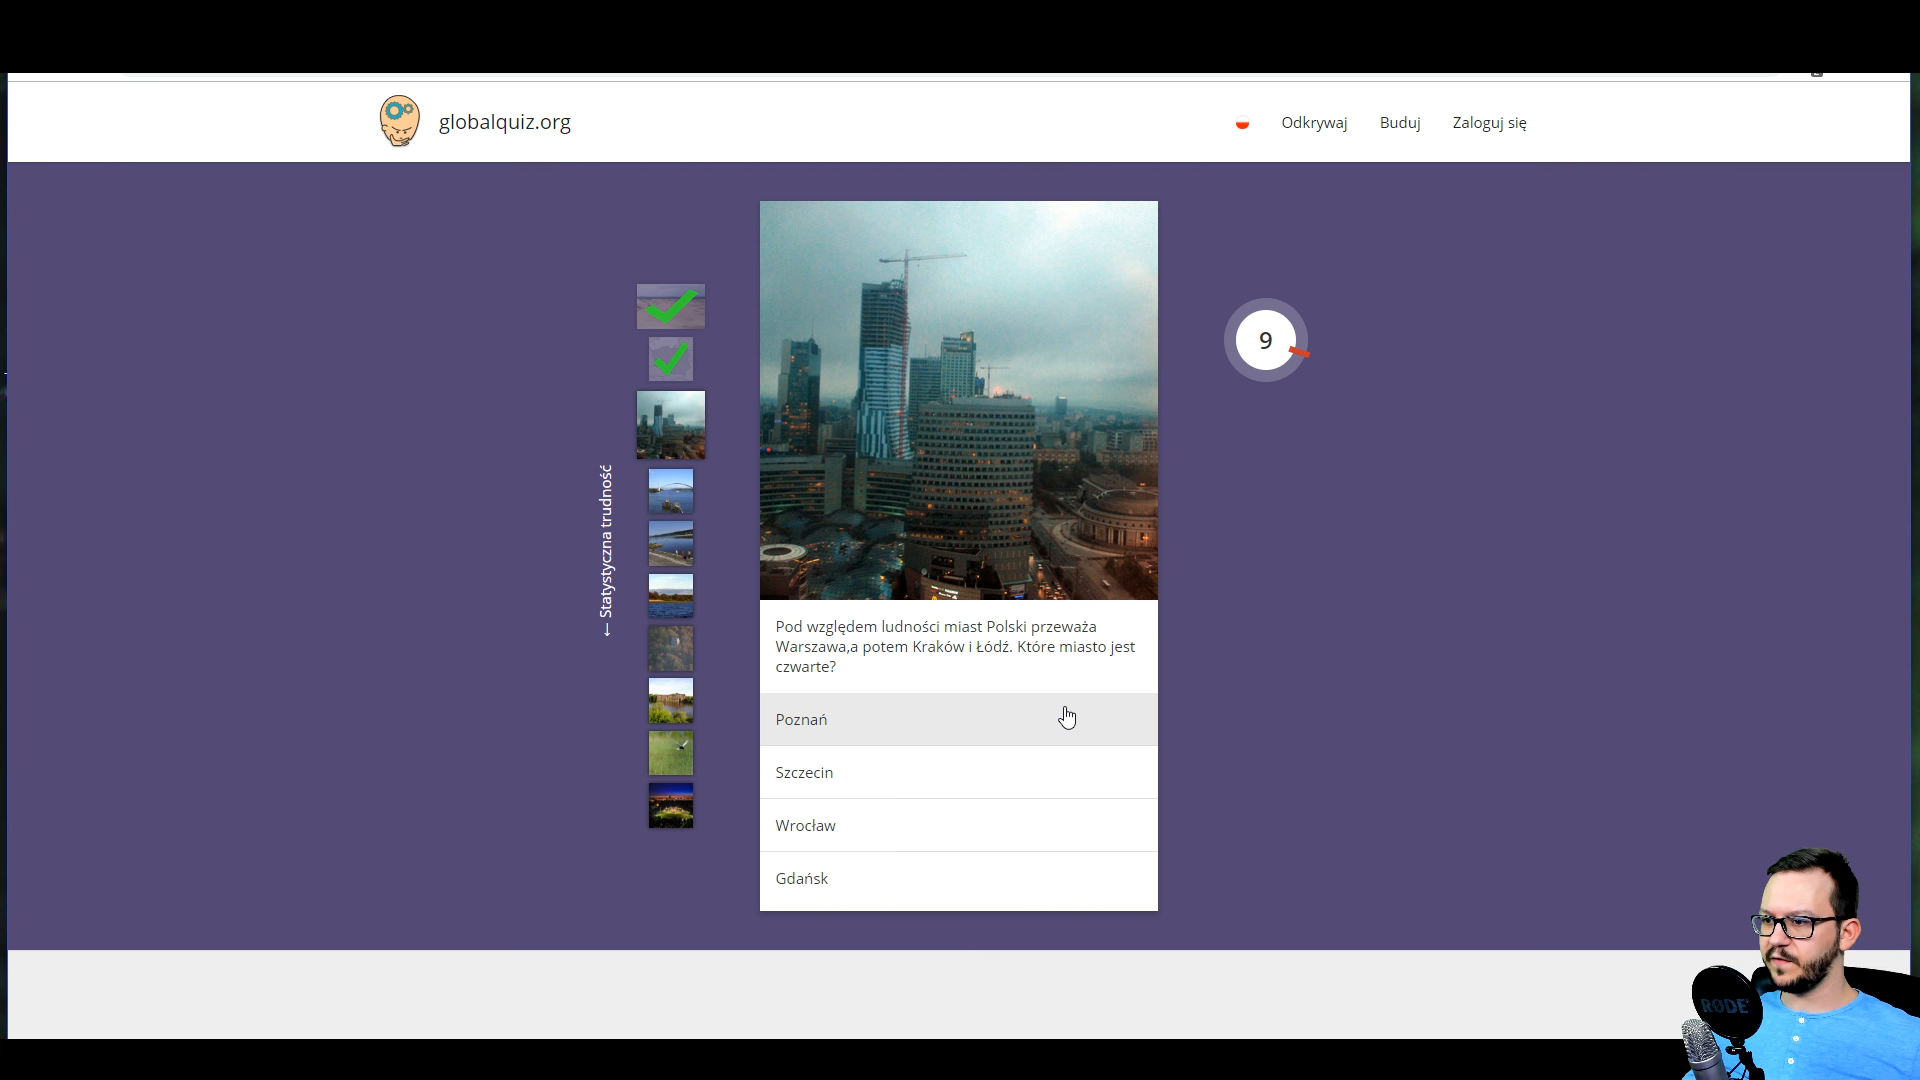 globalquiz.org
Odkrywaj
Buduj
Zaloguj się
9
← Statystyczna trudność
Pod względem ludności miast Polski przeważa
Warszawa,a potem Kraków i Łódź. Które miasto jest
czwarte?
Poznań
Szczecin
Wrocław
Gdańsk
RØDE